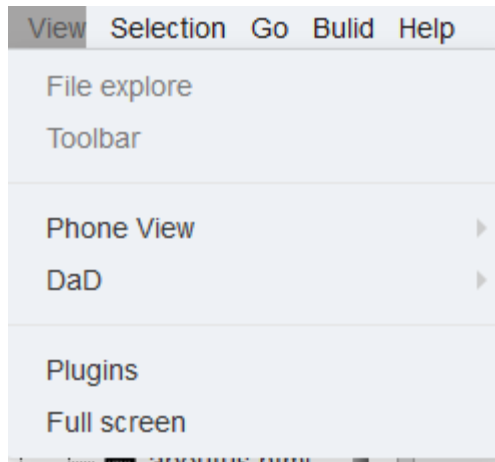 View Selection Go Bulid Help
File explore
Toolbar
Phone View
DaD
Plugins
Full screen